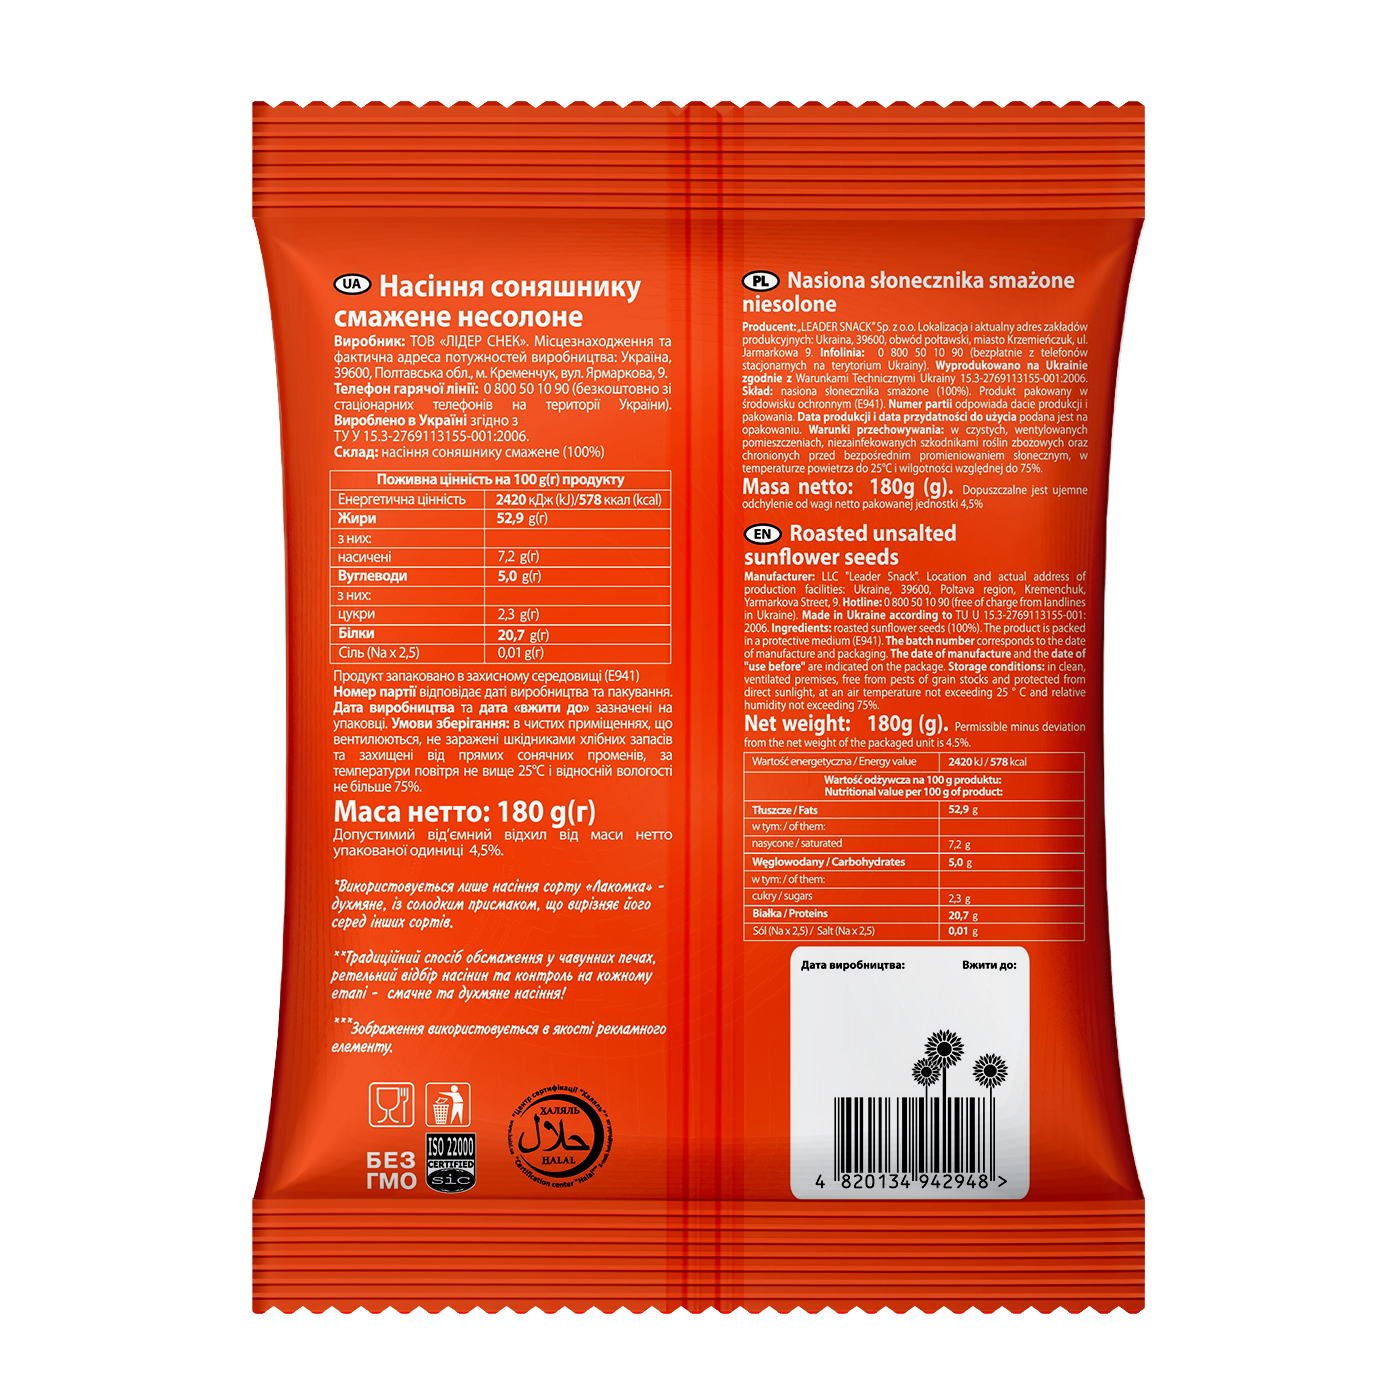 UA Насіння соняшнику
смажене несолоне
Виробник: ТОВ «ЛІДЕР СНЕК». Місцезнаходження та
фактична адреса потужностей виробництва: Україна,
39600, Полтавська обл., м. Кременчук, вул. Ярмаркова, 9.
Телефон гарячої лінії: 0 800 50 10 90 (безкоштовно зі
стаціонарних телефонів на території України).
Вироблено в Україні згідно з
ТУ У 15.3-2769113155-001:2006.
Склад: насіння соняшнику смажене (100%)
Поживна цінність на 100 g(г) продукту
Енергетична цінність 2420 кДж (kJ)/578 ккал (kcal)
Жири 52,9 g(г)
з них:
насичені 7,2 g(г)
Вуглеводи 5,0 g(г)
з них:
цукри 2,3 g(г)
Білки 20,7 g(г)
Сіль (Na x 2,5) 0,01 g(г)
Продукт запаковано в захисному середовищі (Е941)
Номер партії відповідає даті виробництва та пакування.
Дата виробництва та дата «вжити до» зазначені на
упаковці. Умови зберігання: в чистих приміщеннях, що
вентилюються, не заражені шкідниками хлібних запасів
та захищені від прямих сонячних променів, за
температури повітря не вище 25°С і відносній вологості
не більше 75%.
Маса нетто: 180 g(г)
Допустимий від’ємний відхил від маси нетто
упакованої одиниці 4,5%.
*Використовується лише насіння сорту «Лакомка» -
духмяне, із солодким присмаком, що вирізняє його
серед інших сортів.
**Традиційний спосіб обсмаження у чавунних печах,
ретельний відбір насінин та контроль на кожному
етапі - смачне та духмяне насіння!
***Зображення використовується в якості рекламного
елементу.
БЕЗ
ГМО
ISO 22000
CERTIFIED
SIC
"Центр сертифікації "Халяль"
ХАЛЯЛЬ
حلال
HALAL
"Certification center "Halal"
PL Nasiona słonecznika smażone
niesolone
Producent: „LEADER SNACK” Sp. z o.o. Lokalizacja i aktualny adres zakładów
produkcyjnych: Ukraina, 39600, obwód połtawski, miasto Krzemieńczuk, ul.
Jarmarkowa 9. Infolinia: 0 800 50 10 90 (bezpłatnie z telefonów
stacjonarnych na terytorium Ukrainy). Wyprodukowano na Ukrainie
zgodnie z Warunkami Technicznymi Ukrainy 15.3-2769113155-001:2006.
Skład: nasiona słonecznika smażone (100%). Produkt pakowany w
środowisku ochronnym (E941). Numer partii odpowiada dacie produkcji i
pakowania. Data produkcji i data przydatności do użycia podana jest na
opakowaniu. Warunki przechowywania: w czystych, wentylowanych
pomieszczeniach, niezainfekowanych szkodnikami roślin zbożowych oraz
chronionych przed bezpośrednim promieniowaniem słonecznym, w
temperaturze powietrza do 25°C i wilgotności względnej do 75%.
Masa netto: 180g (g). Dopuszczalne jest ujemne
odchylenie od wagi netto pakowanej jednostki 4,5%
EN Roasted unsalted
sunflower seeds
Manufacturer: LLC "Leader Snack". Location and actual address of
production facilities: Ukraine, 39600, Poltava region, Kremenchuk,
Yarmarkova Street, 9. Hotline: 0 800 50 10 90 (free of charge from landlines
in Ukraine). Made in Ukraine according to TU U 15.3-2769113155-001:
2006. Ingredients: roasted sunflower seeds (100%). The product is packed
in a protective medium (E941). The batch number corresponds to the date
of manufacture and packaging. The date of manufacture and the date of
"use before" are indicated on the package. Storage conditions: in clean,
ventilated premises, free from pests of grain stocks and protected from
direct sunlight, at an air temperature not exceeding 25 ° C and relative
humidity not exceeding 75%.
Net weight: 180g (g). Permissible minus deviation
from the net weight of the packaged unit is 4.5%.
Wartość energetyczna / Energy value 2420 kJ / 578 kcal
Wartość odżywcza na 100 g produktu:
Nutritional value per 100 g of product:
Tłuszcze / Fats 52,9 g
w tym: / of them:
nasycone / saturated 7,2 g
Węglowodany / Carbohydrates 5,0 g
w tym: / of them:
cukry / sugars 2,3 g
Białka / Proteins 20,7 g
Sól (Na x 2,5) / Salt (Na x 2,5) 0,01 g
Дата виробництва: Вжити до:
4 820134 942948 >